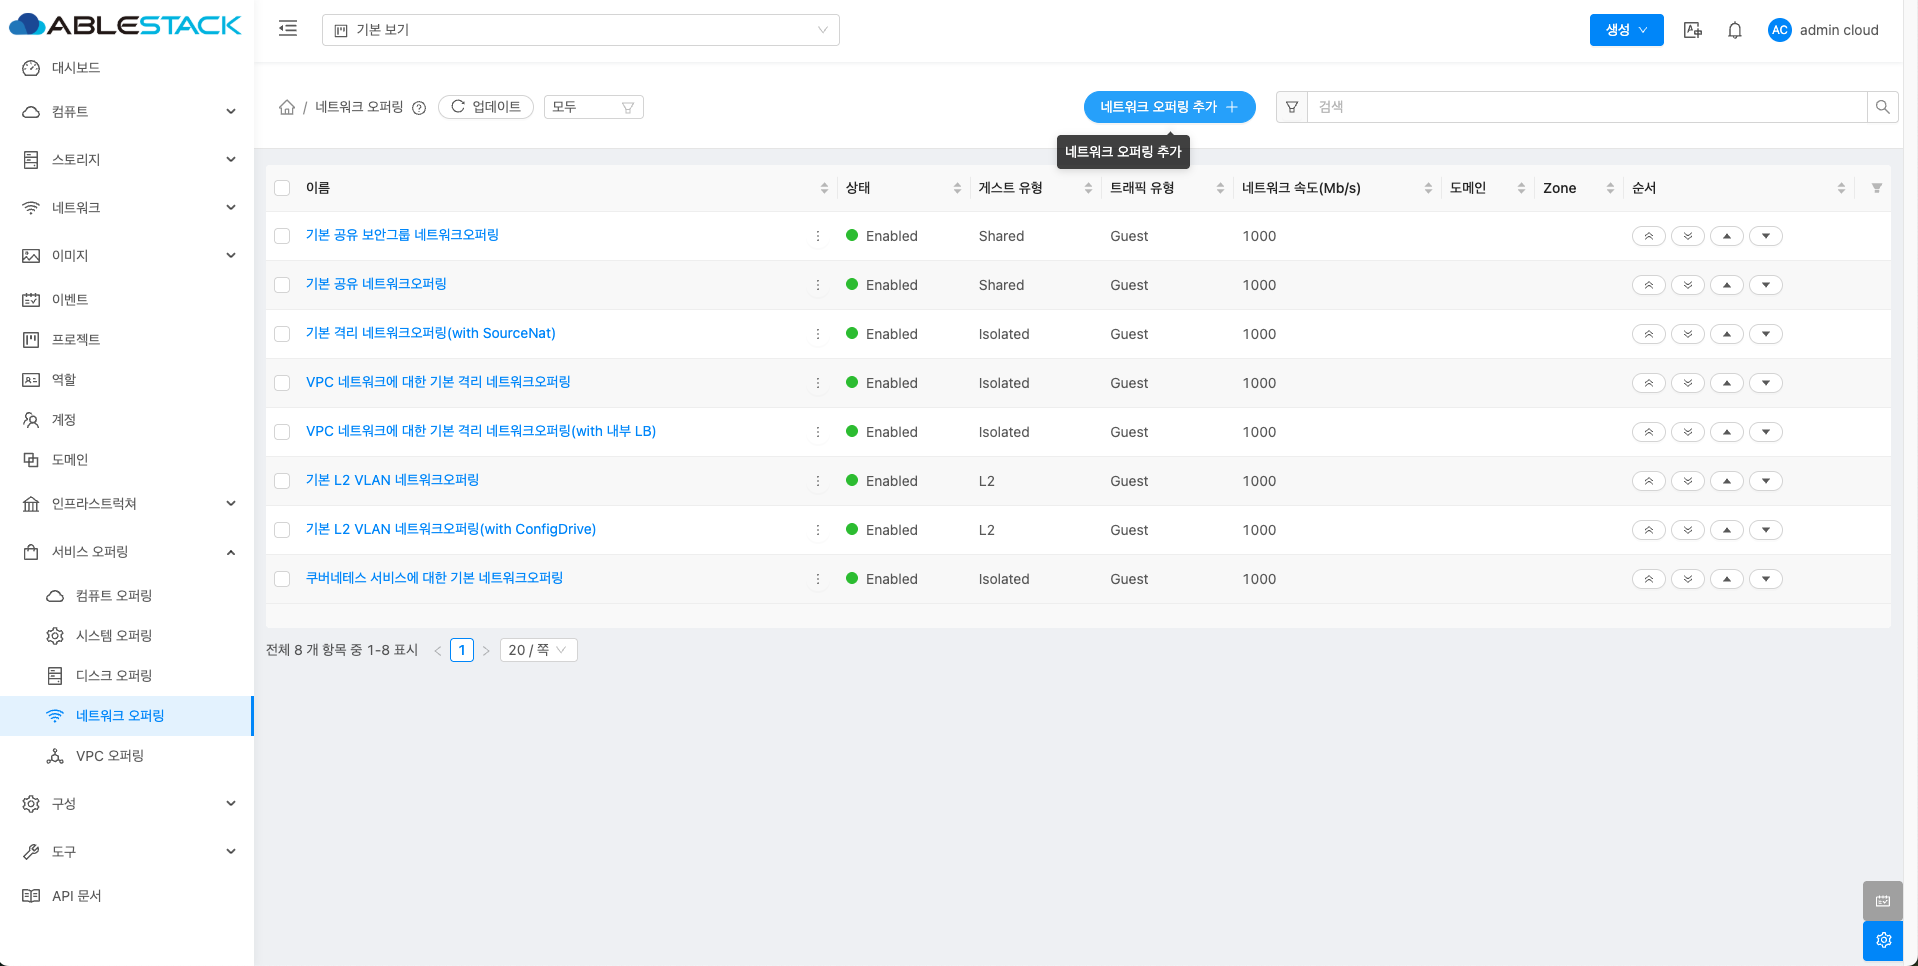 ABLESTACK
기본 보기
생성
AC admin cloud
대시보드
컴퓨트
스토리지
네트워크
이미지
이벤트
프로젝트
역할
계정
도메인
인프라스트럭쳐
서비스 오퍼링
컴퓨트 오퍼링
시스템 오퍼링
디스크 오퍼링
네트워크 오퍼링
VPC 오퍼링
구성
도구
API 문서
/ 네트워크 오퍼링 업데이트 모두
네트워크 오퍼링 추가 +
검색
네트워크 오퍼링 추가
이름 상태 게스트 유형 트래픽 유형 네트워크 속도(Mb/s) 도메인 Zone 순서
기본 공유 보안그룹 네트워크오퍼링 Enabled Shared Guest 1000
기본 공유 네트워크오퍼링 Enabled Shared Guest 1000
기본 격리 네트워크오퍼링(with SourceNat) Enabled Isolated Guest 1000
VPC 네트워크에 대한 기본 격리 네트워크오퍼링 Enabled Isolated Guest 1000
VPC 네트워크에 대한 기본 격리 네트워크오퍼링(with 내부 LB) Enabled Isolated Guest 1000
기본 L2 VLAN 네트워크오퍼링 Enabled L2 Guest 1000
기본 L2 VLAN 네트워크오퍼링(with ConfigDrive) Enabled L2 Guest 1000
쿠버네테스 서비스에 대한 기본 네트워크오퍼링 Enabled Isolated Guest 1000
전체 8 개 항목 중 1-8 표시 < 1 > 20 / 쪽